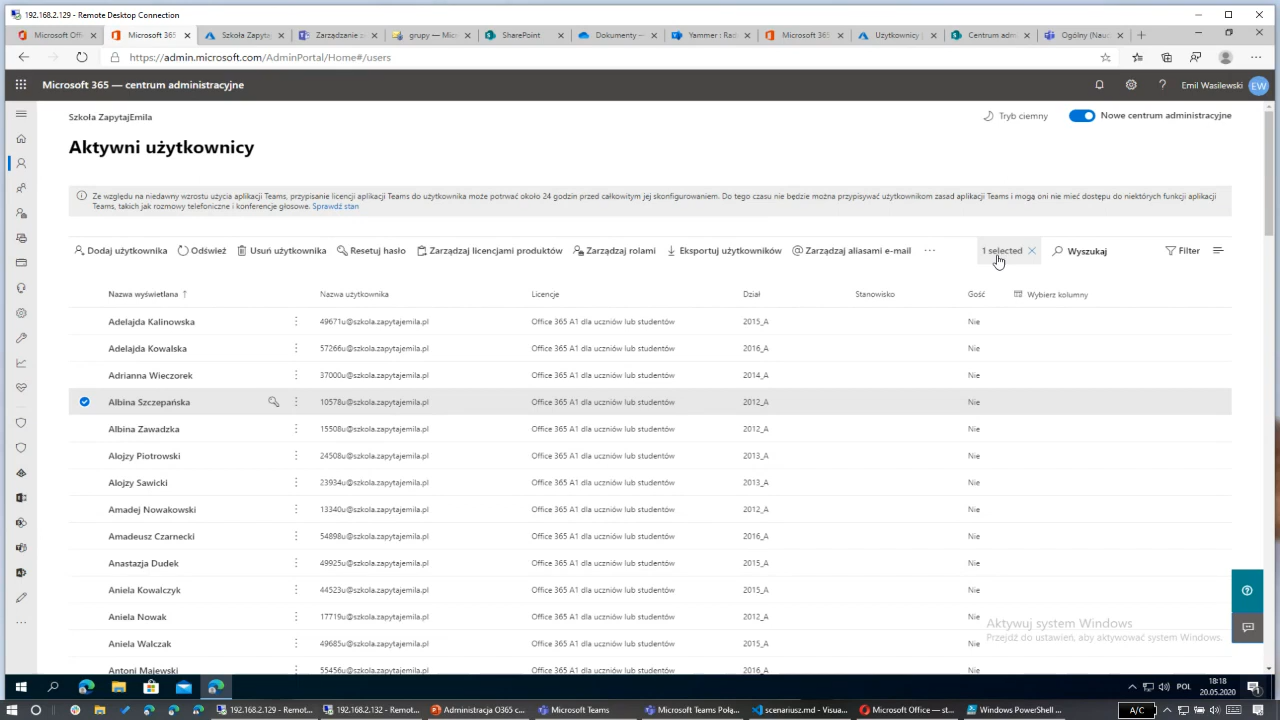 192.168.2.129 - Remote Desktop Connection
Microsoft Ofi
Microsoft 365
Szkoła Zapytaj
Zarządzanie z
grupy — Mic
SharePoint
Dokumenty —
Yammer : Rad
Microsoft 365
Użytkownicy |
Centrum adm
Ogólny (Nauc
https://admin.microsoft.com/AdminPortal/Home#/users
Microsoft 365 — centrum administracyjne
Emil Wasilewski
EW
Szkoła ZapytajEmila
Tryb ciemny
Nowe centrum administracyjne
Aktywni użytkownicy
Ze względu na niedawny wzrostu użycia aplikacji Teams, przypisanie licencji aplikacji Teams do użytkownika może potrwać około 24 godzin przed całkowitym jej skonfigurowaniem. Do tego czasu nie będzie można przypisywać użytkownikom zasad aplikacji Teams i mogą oni nie mieć dostępu do niektórych funkcji aplikacji
Teams, takich jak rozmowy telefoniczne i konferencje głosowe. Sprawdź stan
Dodaj użytkownika
Odśwież
Usuń użytkownika
Resetuj hasło
Zarządzaj licencjami produktów
Zarządzaj rolami
Eksportuj użytkowników
Zarządzaj aliasami e-mail
1 selected
Wyszukaj
Filter
Nazwa wyświetlana ↑ Nazwa użytkownika Licencje Dział Stanowisko Gość Wybierz kolumny
Adelajda Kalinowska 49671u@szkola.zapytajemila.pl Office 365 A1 dla uczniów lub studentów 2015_A Nie
Adelajda Kowalska 57266u@szkola.zapytajemila.pl Office 365 A1 dla uczniów lub studentów 2016_A Nie
Adrianna Wieczorek 37000u@szkola.zapytajemila.pl Office 365 A1 dla uczniów lub studentów 2014_A Nie
Albina Szczepańska 10578u@szkola.zapytajemila.pl Office 365 A1 dla uczniów lub studentów 2012_A Nie
Albina Zawadzka 15508u@szkola.zapytajemila.pl Office 365 A1 dla uczniów lub studentów 2012_A Nie
Alojzy Piotrowski 24508u@szkola.zapytajemila.pl Office 365 A1 dla uczniów lub studentów 2013_A Nie
Alojzy Sawicki 23934u@szkola.zapytajemila.pl Office 365 A1 dla uczniów lub studentów 2013_A Nie
Amadej Nowakowski 13340u@szkola.zapytajemila.pl Office 365 A1 dla uczniów lub studentów 2012_A Nie
Amadeusz Czarnecki 54898u@szkola.zapytajemila.pl Office 365 A1 dla uczniów lub studentów 2016_A Nie
Anastazja Dudek 49925u@szkola.zapytajemila.pl Office 365 A1 dla uczniów lub studentów 2015_A Nie
Aniela Kowalczyk 44523u@szkola.zapytajemila.pl Office 365 A1 dla uczniów lub studentów 2015_A Nie
Aniela Nowak 17719u@szkola.zapytajemila.pl Office 365 A1 dla uczniów lub studentów 2012_A Nie
Aniela Walczak 49685u@szkola.zapytajemila.pl Office 365 A1 dla uczniów lub studentów 2015_A Nie
Antoni Majewski 55456u@szkola.zapytajemila.pl Office 365 A1 dla uczniów lub studentów 2016_A Nie
Aktywuj system Windows
Przejdź do ustawień, aby aktywować system Windows.
POL
18:18
20.05.2020
192.168.2.129 - Remot...
192.168.2.132 - Remot...
Administracja O365 c...
Microsoft Teams
Microsoft Teams Połą...
scenariusz.md - Visua...
Microsoft Office — st...
Windows PowerShell ...
A/C